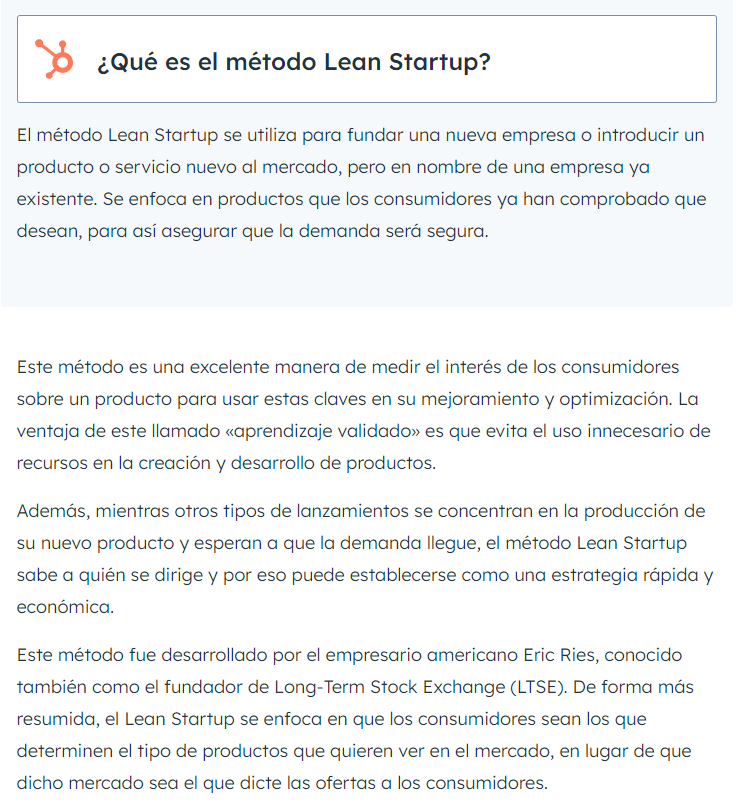 ¿Qué es el método Lean Startup?
El método Lean Startup se utiliza para fundar una nueva empresa o introducir un
producto o servicio nuevo al mercado, pero en nombre de una empresa ya
existente. Se enfoca en productos que los consumidores ya han comprobado que
desean, para así asegurar que la demanda será segura.
Este método es una excelente manera de medir el interés de los consumidores
sobre un producto para usar estas claves en su mejoramiento y optimización. La
ventaja de este llamado «aprendizaje validado» es que evita el uso innecesario de
recursos en la creación y desarrollo de productos.
Además, mientras otros tipos de lanzamientos se concentran en la producción de
su nuevo producto y esperan a que la demanda llegue, el método Lean Startup
sabe a quién se dirige y por eso puede establecerse como una estrategia rápida y
económica.
Este método fue desarrollado por el empresario americano Eric Ries, conocido
también como el fundador de Long-Term Stock Exchange (LTSE). De forma más
resumida, el Lean Startup se enfoca en que los consumidores sean los que
determinen el tipo de productos que quieren ver en el mercado, en lugar de que
dicho mercado sea el que dicte las ofertas a los consumidores.